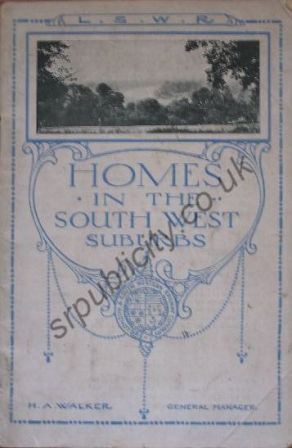 L. S. W. R.
HOMES
· IN THE ·
SOUTH WEST
SUBURBS
srpublicity.co.uk
H. A. WALKER. GENERAL MANAGER.